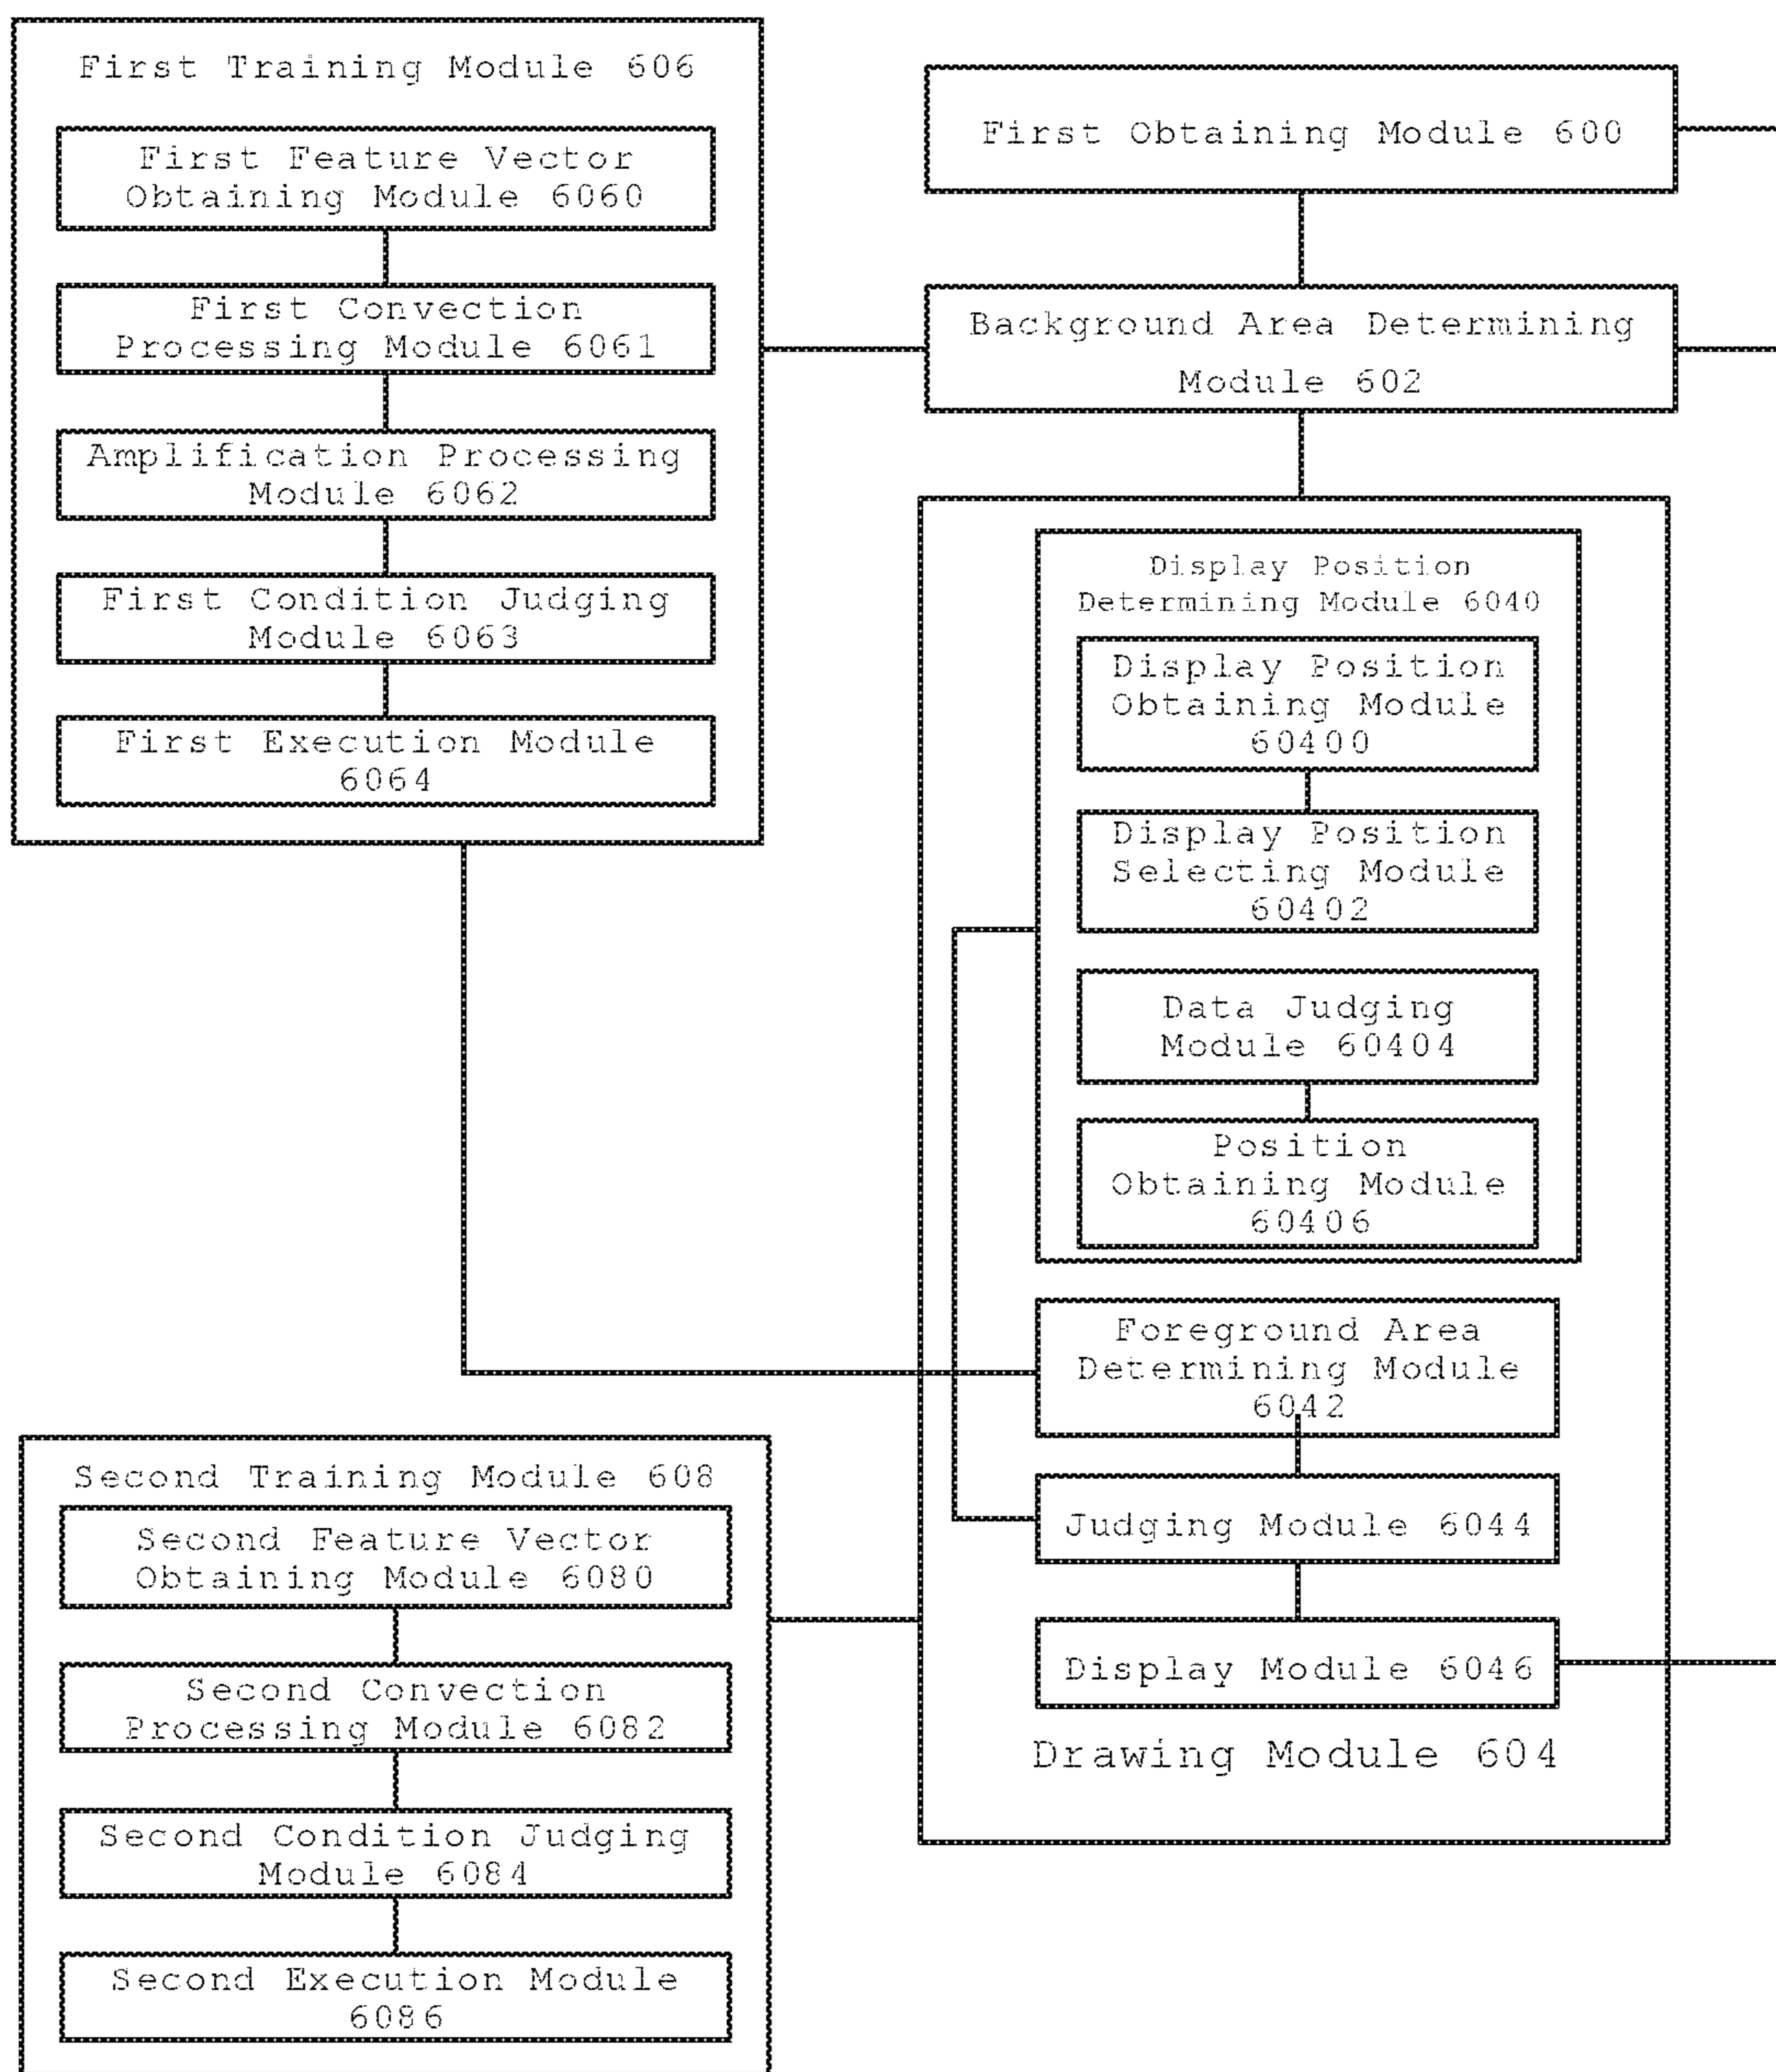 First Training Module 606
First Feature Vector
Obtaining Module 6060
First Convection
Processing Module 6061
Amplification Processing
Module 6062
First Condition Judging
Module 6063
First Execution Module
6064
First Obtaining Module 600
Background Area Determining
Module 602
Display Position
Determining Module 6040
Display Position
Obtaining Module
60400
Display Position
Selecting Module
60402
Data Judging
Module 60404
Position
Obtaining Module
60406
Foreground Area
Determining Module
6042
Judging Module 6044
Display Module 6046
Drawing Module 604
Second Training Module 608
Second Feature Vector
Obtaining Module 6080
Second Convection
Processing Module 6082
Second Condition Judging
Module 6084
Second Execution Module
6086